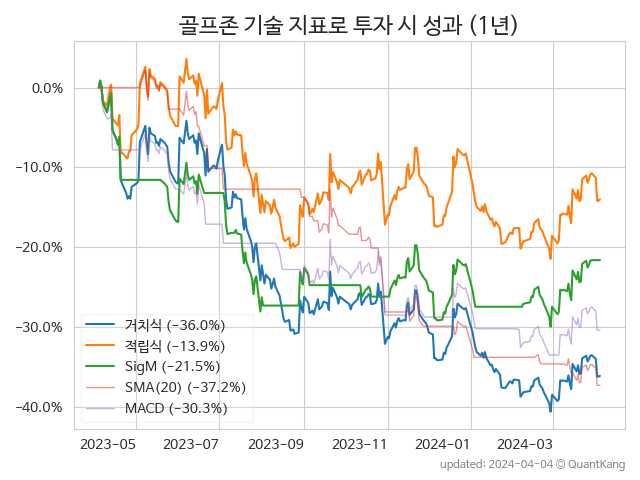 골프존 기술 지표로 투자 시 성과 (1년)
0.0%
−10.0%
−20.0%
−30.0%
−40.0%
거치식 (−36.0%)
적립식 (−13.9%)
SigM (−21.5%)
SMA(20) (−37.2%)
MACD (−30.3%)
2023−05 2023−07 2023−09 2023−11 2024−01 2024−03
updated: 2024−04−04 @ QuantKang